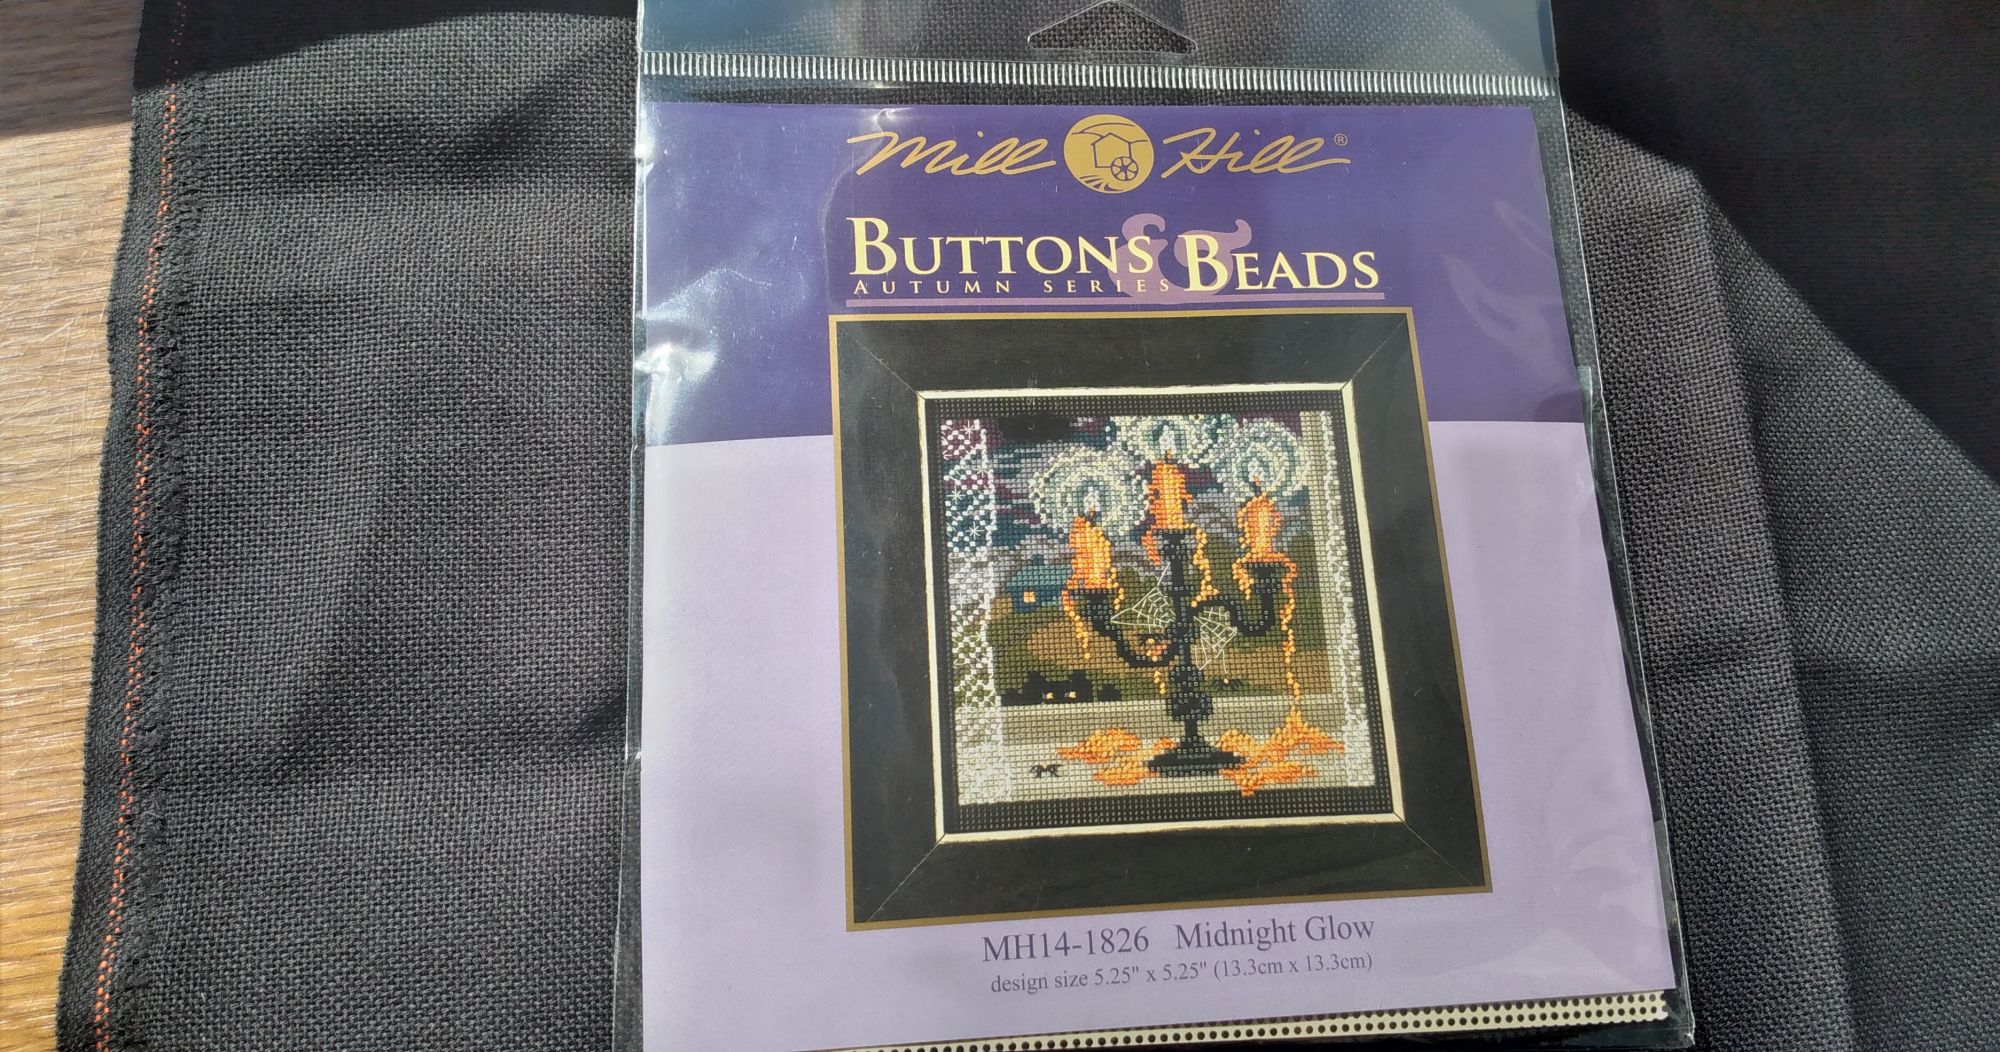 Mill Hill®
BUTTONS & BEADS
AUTUMN SERIES
MH14-1826 Midnight Glow
design size 5.25" x 5.25" (13.3cm x 13.3cm)